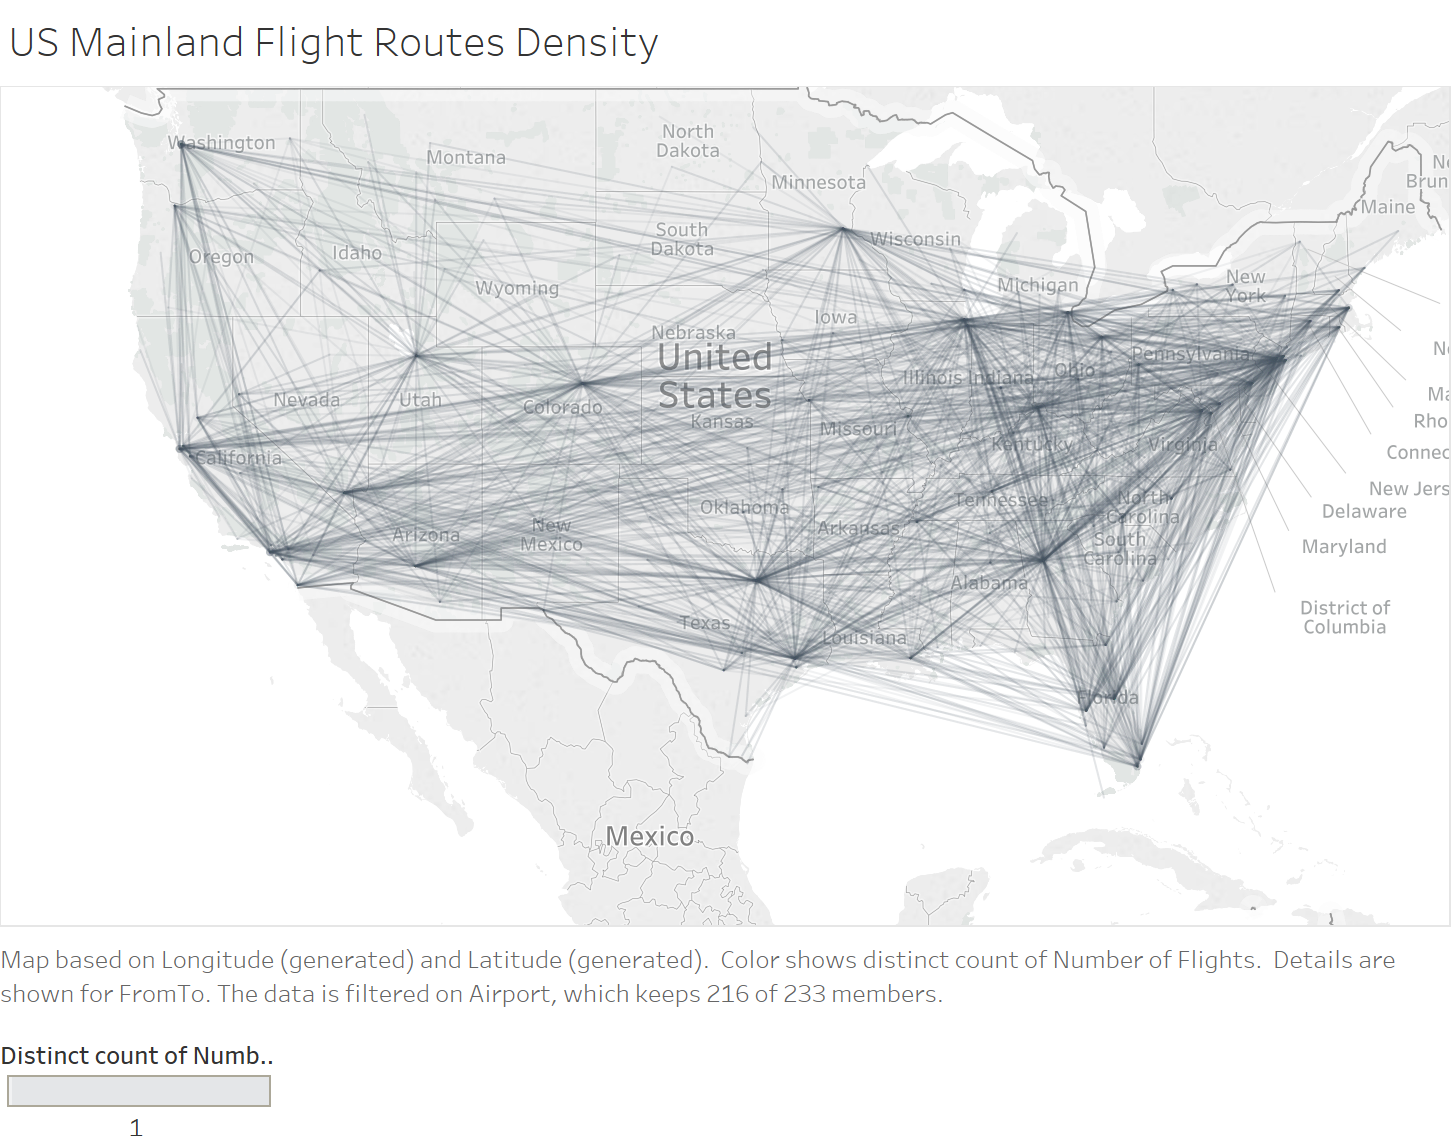 US Mainland Flight Routes Density
Washington
North
Dakota
Montana
Minnesota
Ne
Brun
Maine
Oregon
Idaho
South
Dakota
Wisconsin
Wyoming
Michigan
New
York
Iowa
Nebraska
United
States
Pennsylvania
Illinois
Indiana
Ohio
Nevada
Utah
Colorado
Kansas
Missouri
Kentucky
Virginia
Ma
Rho
Connec
California
New Jers
Delaware
Oklahoma
Tennessee
North
Carolina
Arizona
New
Mexico
Arkansas
South
Carolina
Maryland
Alabama
District of
Columbia
Texas
Louisiana
Florida
Mexico
Map based on Longitude (generated) and Latitude (generated).  Color shows distinct count of Number of Flights.  Details are
shown for FromTo. The data is filtered on Airport, which keeps 216 of 233 members.
Distinct count of Numb..
1